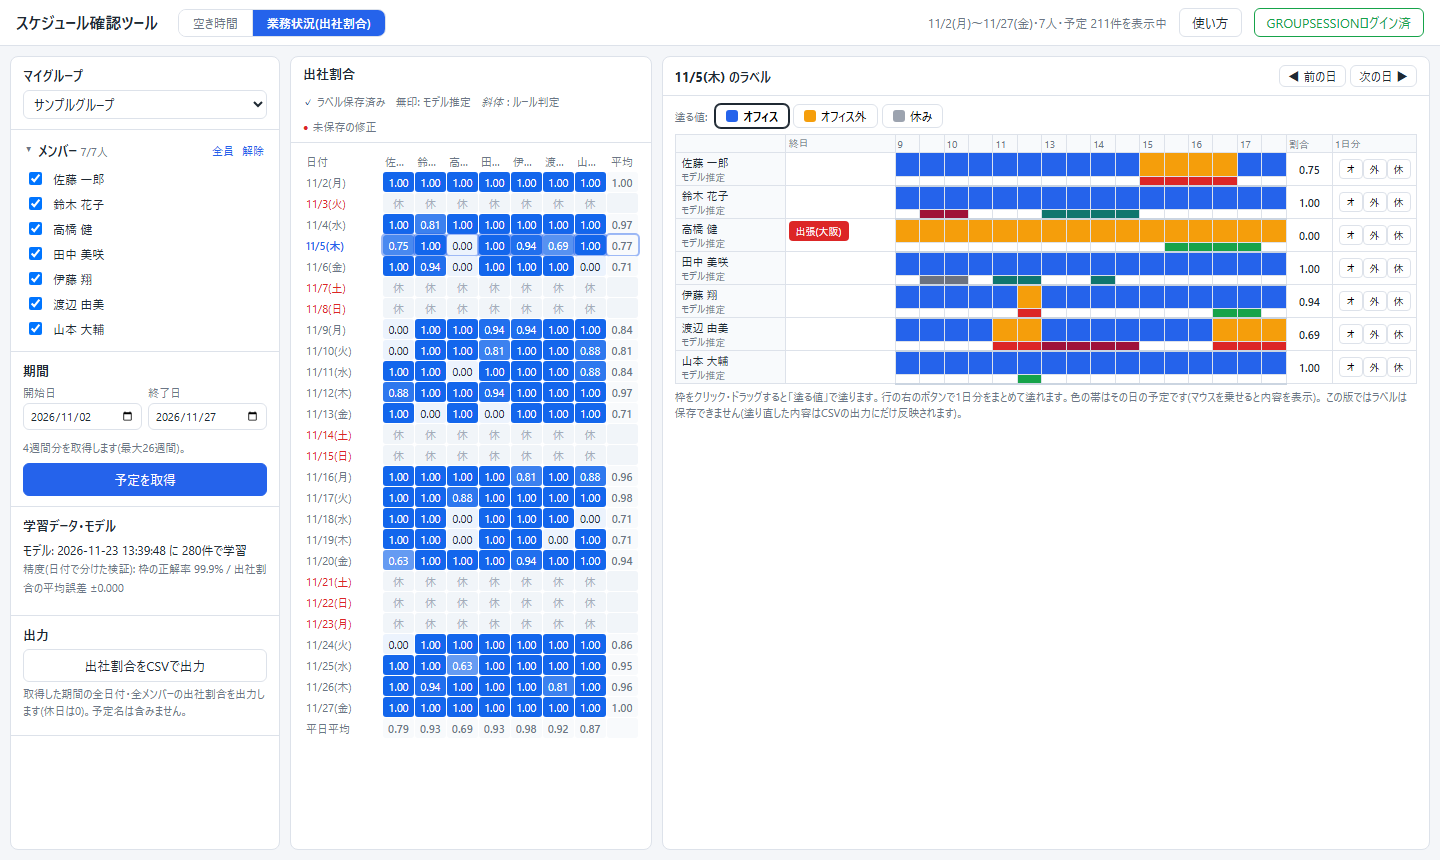 スケジュール確認ツール
空き時間
業務状況(出社割合)
11/2(月)〜11/27(金)・7人・予定 211件を表示中
使い方
GROUPSESSIONログイン済
マイグループ
サンプルグループ
メンバー 7/7人 全員 解除
佐藤 一郎
鈴木 花子
高橋 健
田中 美咲
伊藤 翔
渡辺 由美
山本 大輔
期間
開始日 終了日
2026/11/02 2026/11/27
4週間分を取得します(最大26週間)。
予定を取得
学習データ・モデル
モデル: 2026-11-23 13:39:48 に 280件で学習
精度(日付で分けた検証): 枠の正解率 99.9% / 出社割
合の平均誤差 ±0.000
出力
出社割合をCSVで出力
取得した期間の全日付・全メンバーの出社割合を出力しま
す(休日は0)。予定名は含みません。
出社割合
✓ ラベル保存済み 無印: モデル推定 斜体: ルール判定
● 未保存の修正
日付 佐... 鈴... 高... 田... 伊... 渡... 山... 平均
11/2(月) 1.00 1.00 1.00 1.00 1.00 1.00 1.00 1.00
11/3(火) 休 休 休 休 休 休 休
11/4(水) 1.00 0.81 1.00 1.00 1.00 1.00 1.00 0.97
11/5(木) 0.75 1.00 0.00 1.00 0.94 0.69 1.00 0.77
11/6(金) 1.00 0.94 0.00 1.00 1.00 1.00 0.00 0.71
11/7(土) 休 休 休 休 休 休 休
11/8(日) 休 休 休 休 休 休 休
11/9(月) 0.00 1.00 1.00 0.94 0.94 1.00 1.00 0.84
11/10(火) 0.00 1.00 1.00 0.81 1.00 1.00 0.88 0.81
11/11(水) 1.00 1.00 0.00 1.00 1.00 1.00 0.88 0.84
11/12(木) 0.88 1.00 1.00 0.94 1.00 1.00 1.00 0.97
11/13(金) 1.00 0.00 1.00 0.00 1.00 1.00 1.00 0.71
11/14(土) 休 休 休 休 休 休 休
11/15(日) 休 休 休 休 休 休 休
11/16(月) 1.00 1.00 1.00 1.00 0.81 1.00 0.88 0.96
11/17(火) 1.00 1.00 0.88 1.00 1.00 1.00 1.00 0.98
11/18(水) 1.00 1.00 0.00 1.00 1.00 1.00 0.00 0.71
11/19(木) 1.00 1.00 0.00 1.00 1.00 0.00 1.00 0.71
11/20(金) 0.63 1.00 1.00 1.00 0.94 1.00 1.00 0.94
11/21(土) 休 休 休 休 休 休 休
11/22(日) 休 休 休 休 休 休 休
11/23(月) 休 休 休 休 休 休 休
11/24(火) 0.00 1.00 1.00 1.00 1.00 1.00 1.00 0.86
11/25(水) 1.00 1.00 0.63 1.00 1.00 1.00 1.00 0.95
11/26(木) 1.00 0.94 1.00 1.00 1.00 0.81 1.00 0.96
11/27(金) 1.00 1.00 1.00 1.00 1.00 1.00 1.00 1.00
平日平均 0.79 0.93 0.69 0.93 0.98 0.92 0.87
11/5(木) のラベル
◀ 前の日 次の日 ▶
塗る値: オフィス オフィス外 休み
終日 9 10 11 13 14 15 16 17 割合 1日分
佐藤 一郎
モデル推定
0.75 オ 外 休
鈴木 花子
モデル推定
1.00 オ 外 休
高橋 健
モデル推定
出張(大阪)
0.00 オ 外 休
田中 美咲
モデル推定
1.00 オ 外 休
伊藤 翔
モデル推定
0.94 オ 外 休
渡辺 由美
モデル推定
0.69 オ 外 休
山本 大輔
モデル推定
1.00 オ 外 休
枠をクリック・ドラッグすると「塗る値」で塗ります。行の右のボタンで1日分をまとめて塗れます。色の帯はその日の予定です(マウスを乗せると内容を表示)。この版ではラベルは
保存できません(塗り直した内容はCSVの出力にだけ反映されます)。